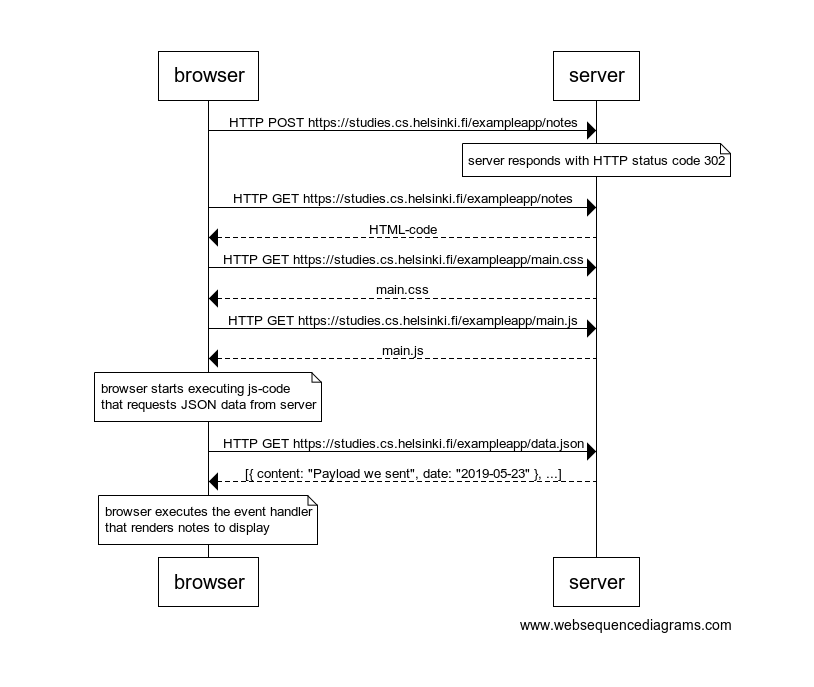 browser
server
HTTP POST https://studies.cs.helsinki.fi/exampleapp/notes
server responds with HTTP status code 302
HTTP GET https://studies.cs.helsinki.fi/exampleapp/notes
HTML-code
HTTP GET https://studies.cs.helsinki.fi/exampleapp/main.css
main.css
HTTP GET https://studies.cs.helsinki.fi/exampleapp/main.js
main.js
browser starts executing js-code
that requests JSON data from server
HTTP GET https://studies.cs.helsinki.fi/exampleapp/data.json
[{ content: "Payload we sent", date: "2019-05-23" }, ...]
browser executes the event handler
that renders notes to display
browser
server
www.websequencediagrams.com